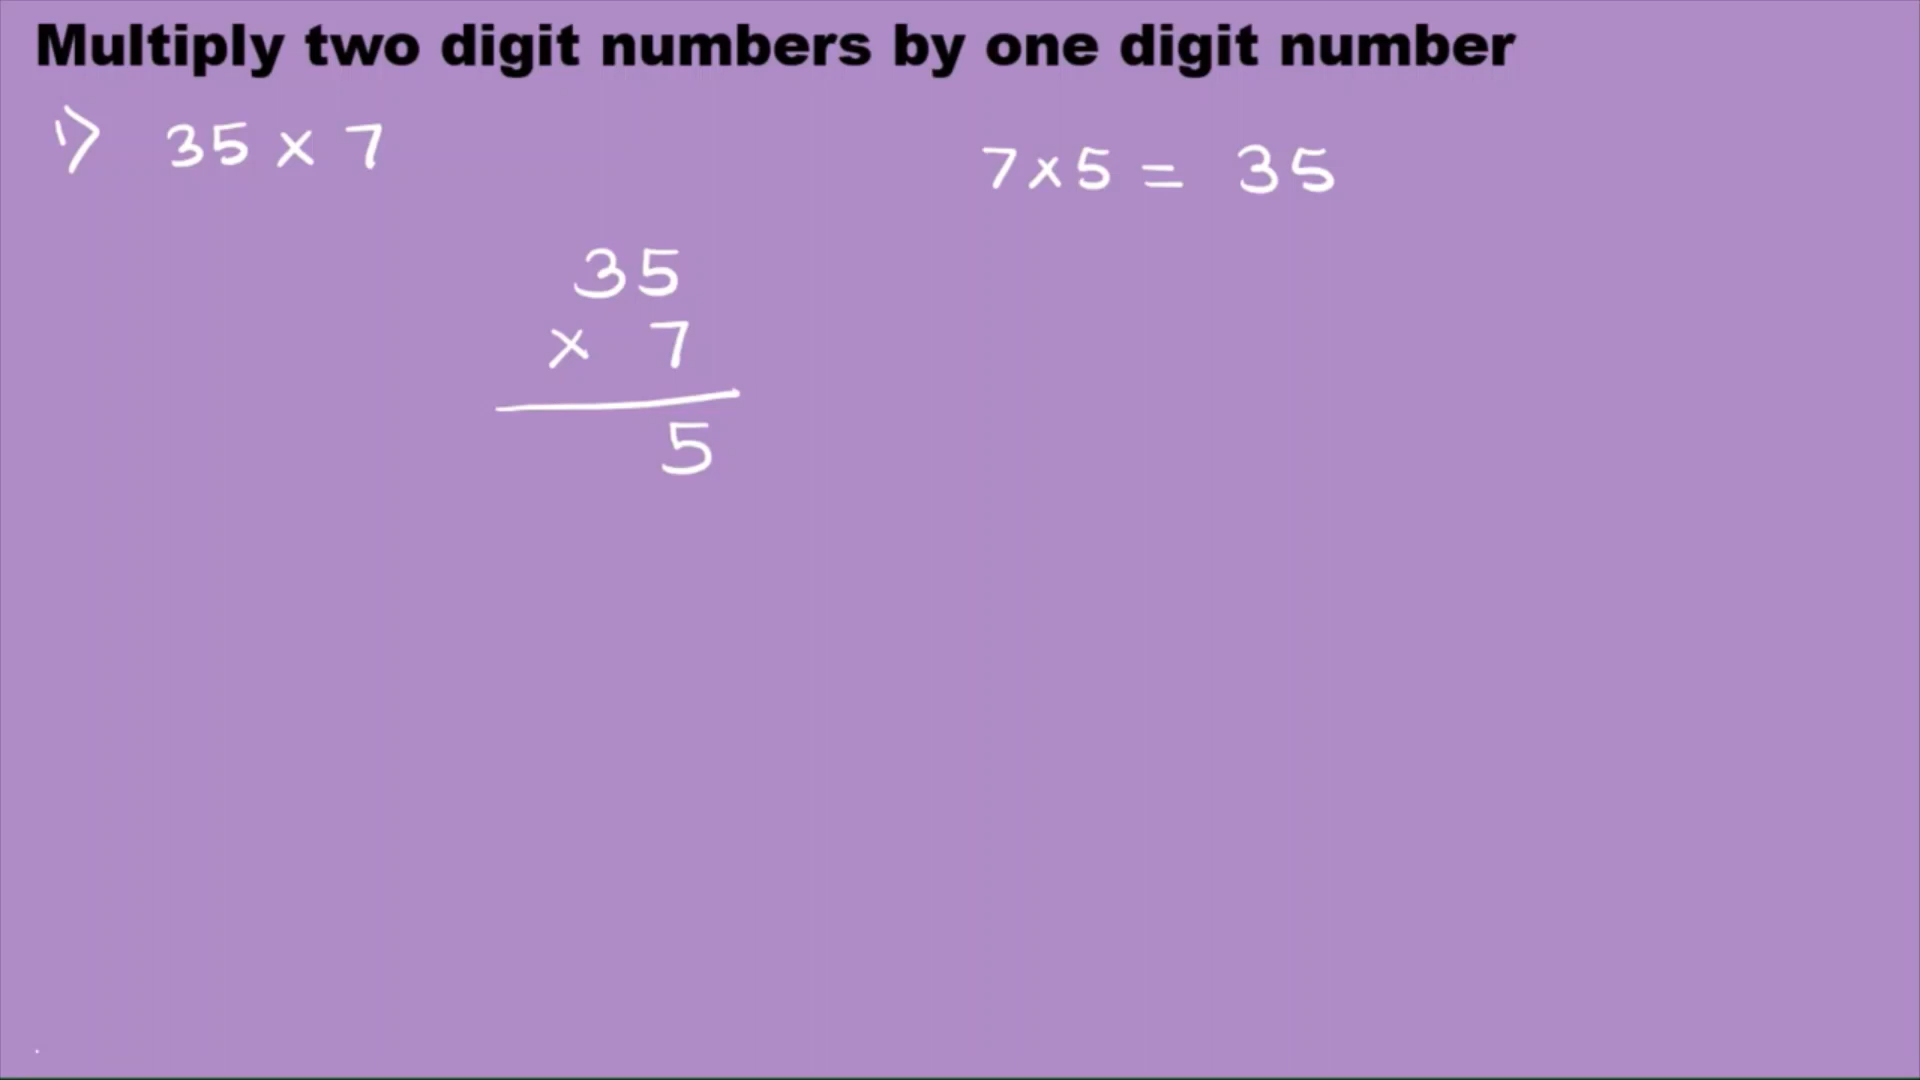 Multiply two digit numbers by one digit number
1) 35 x 7
7x5 = 35
35
x 7
5